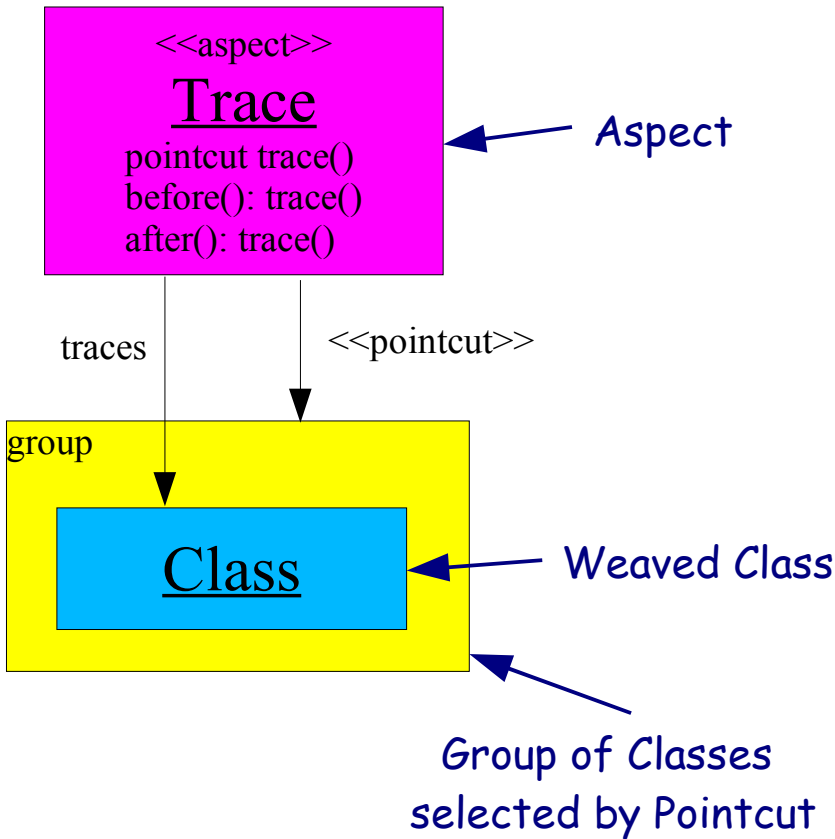 <<aspect>>
Trace
pointcut trace()
before(): trace()
after(): trace()
Aspect
traces
<<pointcut>>
group
Class
Weaved Class
Group of Classes
selected by Pointcut